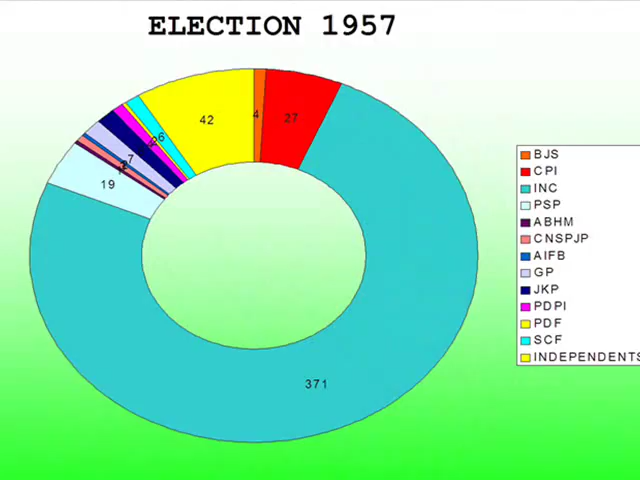 ELECTION 1957
4
27
42
6
7
19
371
BJS
CPI
INC
PSP
ABHM
CNSPJP
AIFB
GP
JKP
PDPI
PDF
SCF
INDEPENDENTS